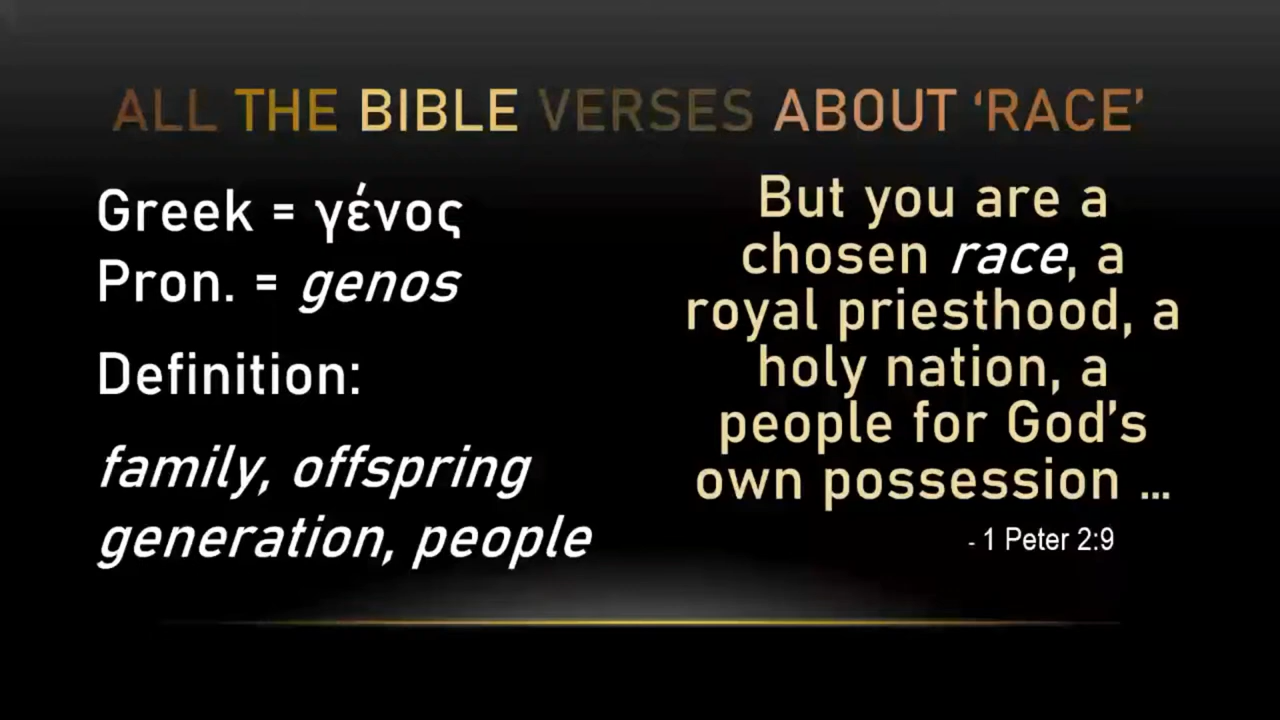 ALL THE BIBLE VERSES ABOUT ‘RACE’
Greek = γένος
Pron. = genos
Definition:
family, offspring
generation, people
But you are a
chosen race, a
royal priesthood, a
holy nation, a
people for God’s
own possession ...
- 1 Peter 2:9